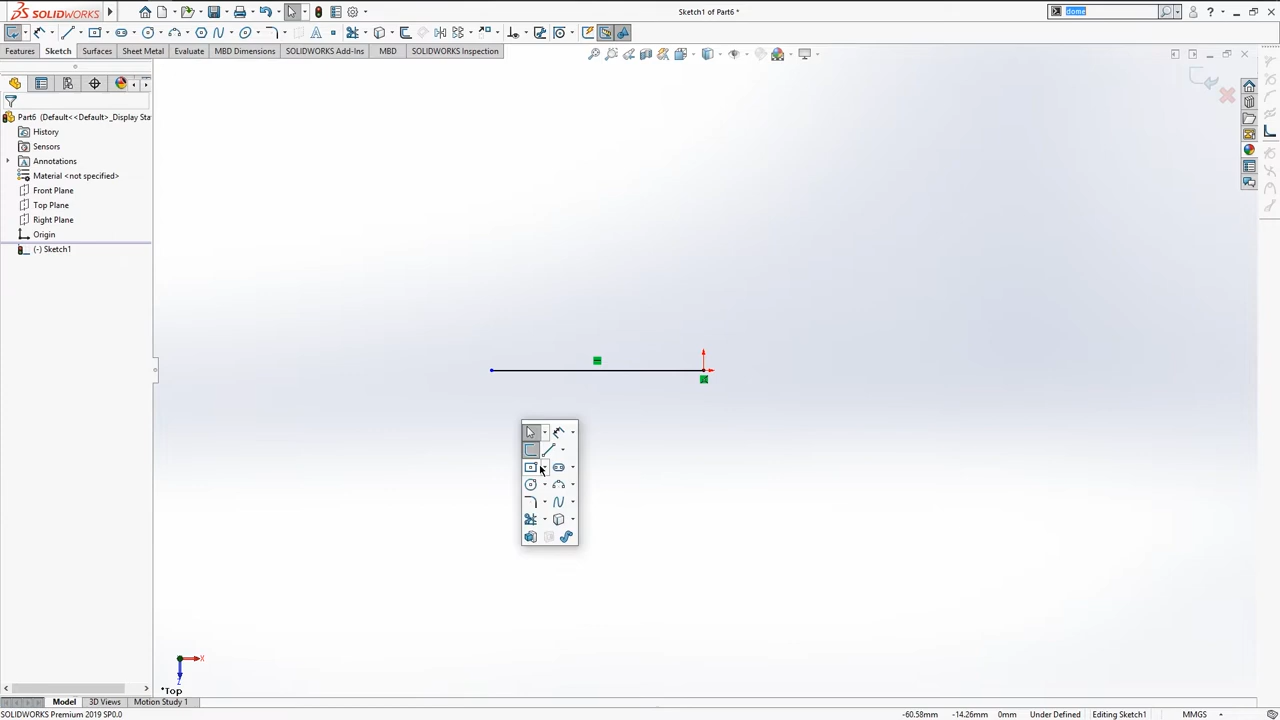 SOLIDWORKS
Sketch1 of Part6 *
dome
Features
Sketch
Surfaces
Sheet Metal
Evaluate
MBD Dimensions
SOLIDWORKS Add-Ins
MBD
SOLIDWORKS Inspection
Part6 (Default<<Default>_Display Sta
History
Sensors
Annotations
Material <not specified>
Front Plane
Top Plane
Right Plane
Origin
(-) Sketch1
X
Z
*Top
Model
3D Views
Motion Study 1
SOLIDWORKS Premium 2019 SP0.0
-60.58mm
-14.26mm
0mm
Under Defined
Editing Sketch1
MMGS